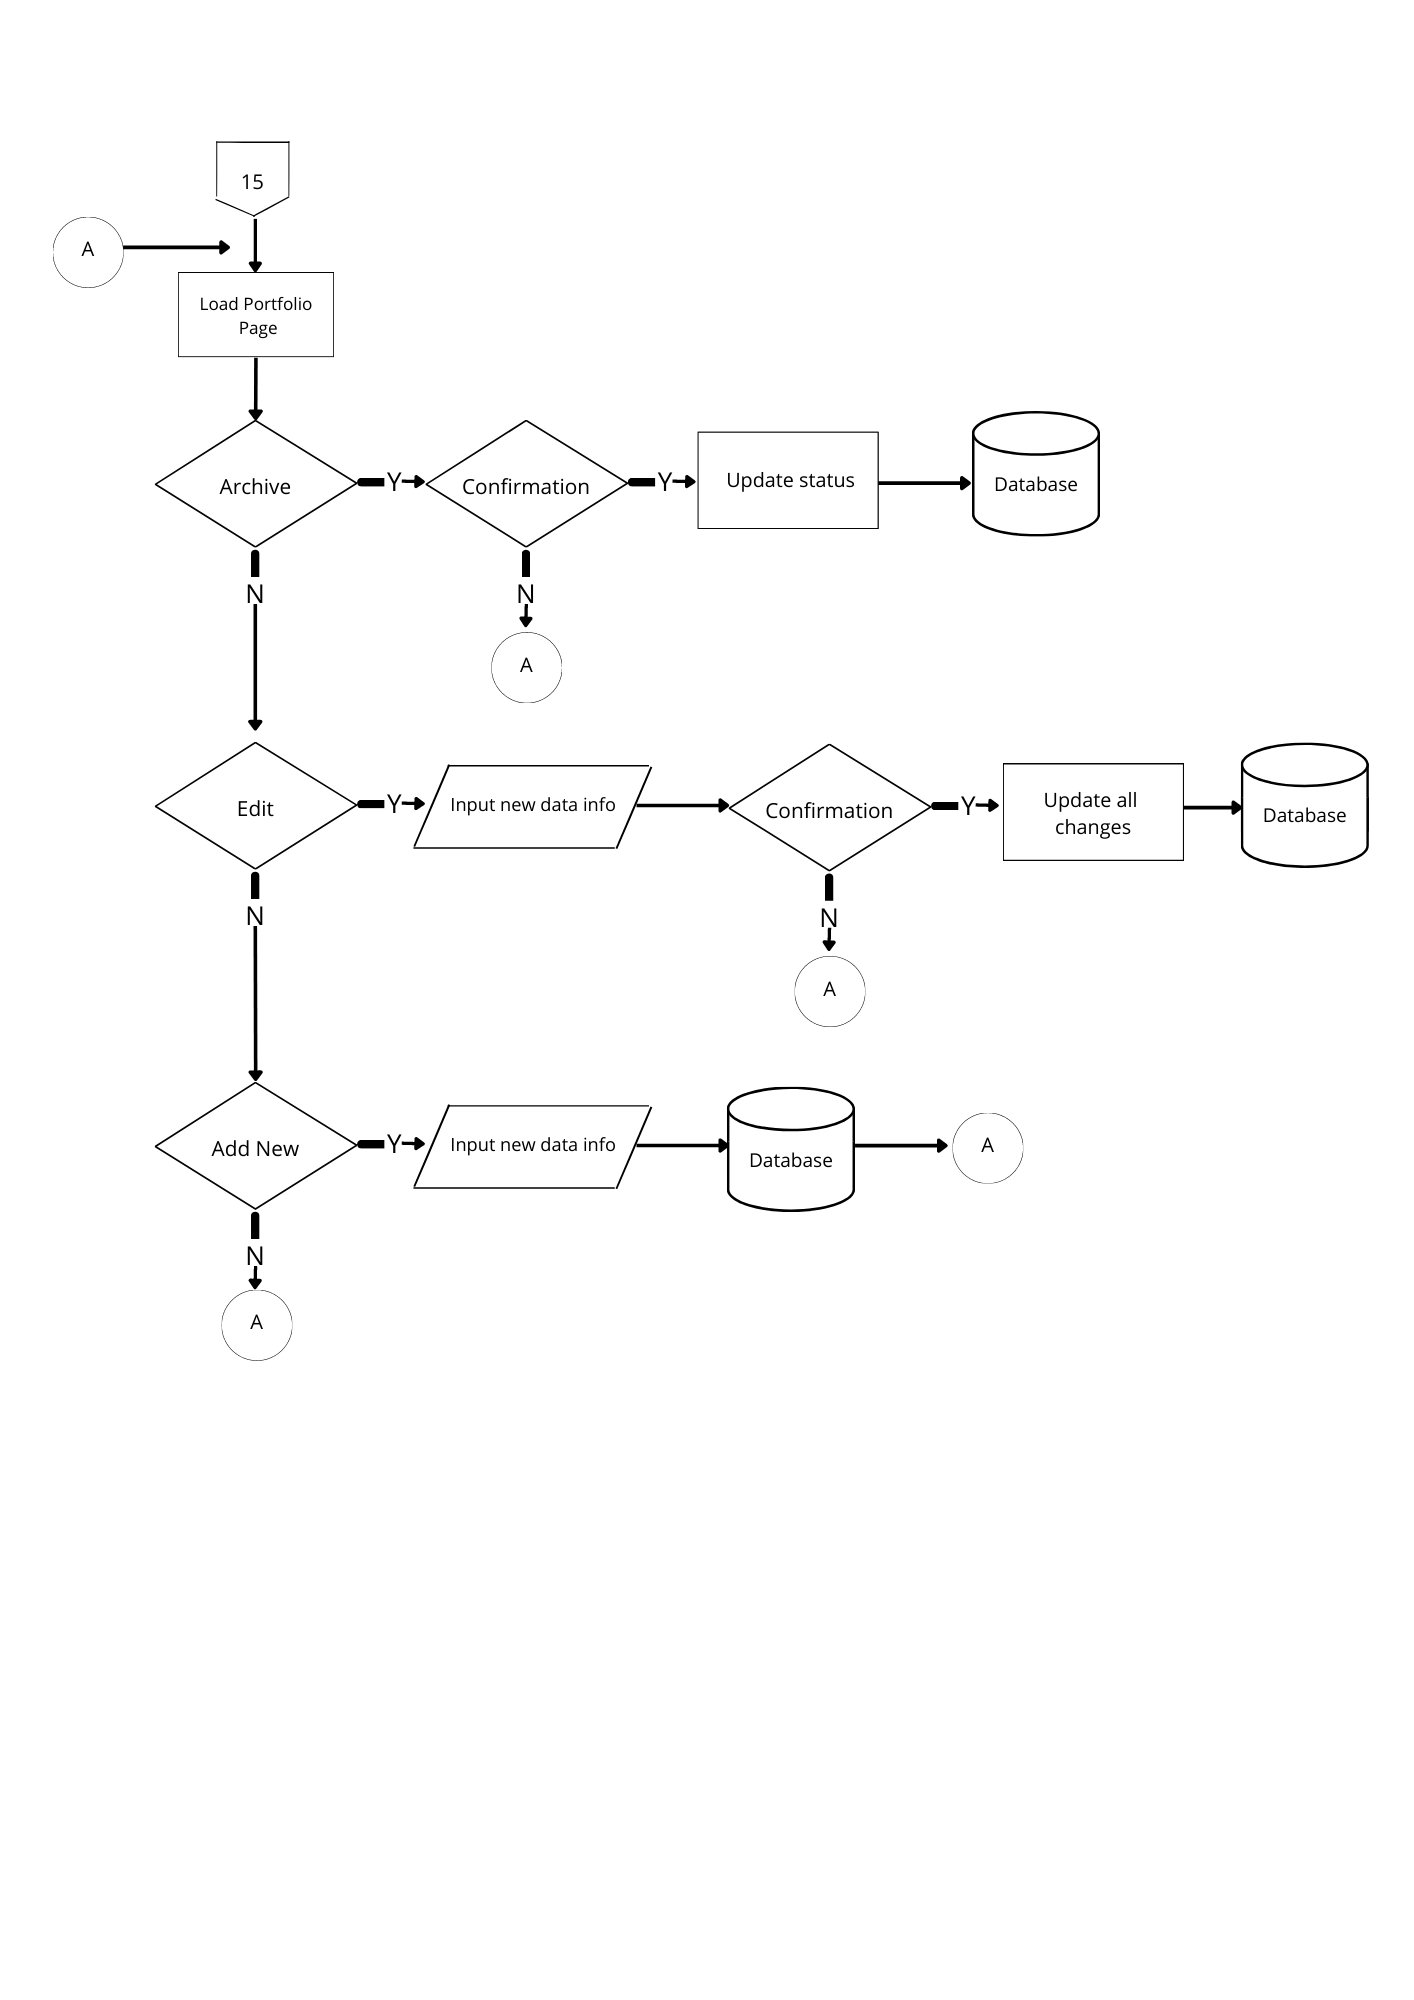 15
A
Load Portfolio
Page
Archive
Y
Confirmation
Y
Update status
Database
N
N
A
Edit
Y
Input new data info
Confirmation
Y
Update all
changes
Database
N
N
A
Add New
Y
Input new data info
Database
A
N
A